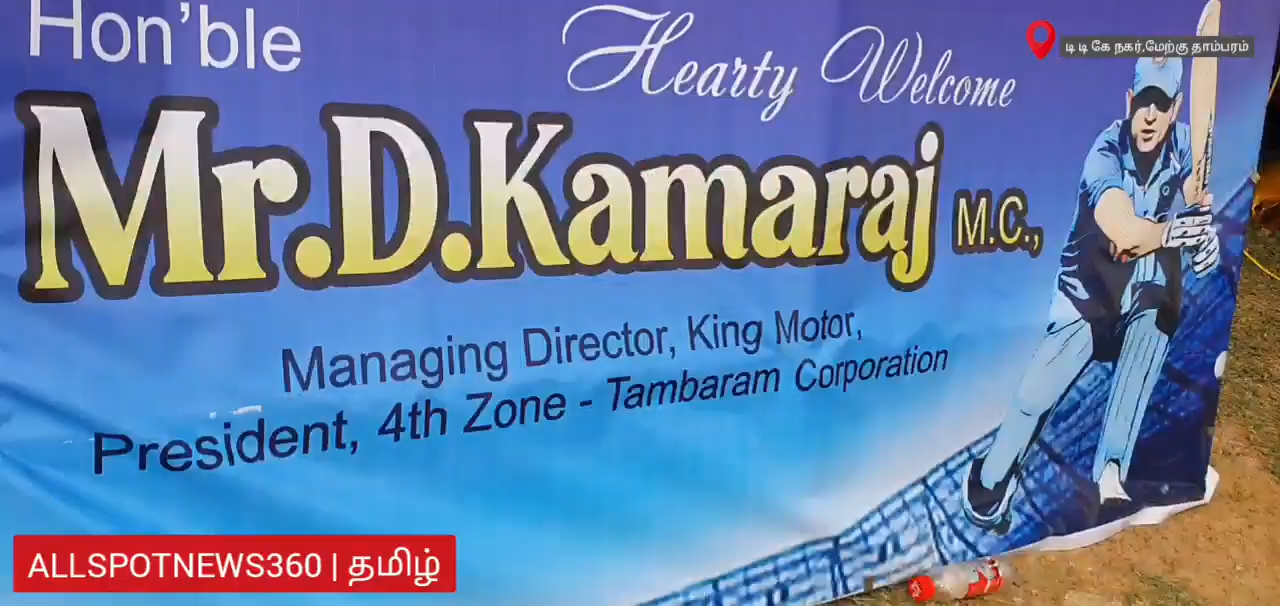 Hon'ble
Hearty Welcome
டி டி கே நகர்,மேற்கு தாம்பரம்
Mr.D.Kamaraj M.C.,
Managing Director, King Motor,
President, 4th Zone - Tambaram Corporation
ALLSPOTNEWS360 | தமிழ்